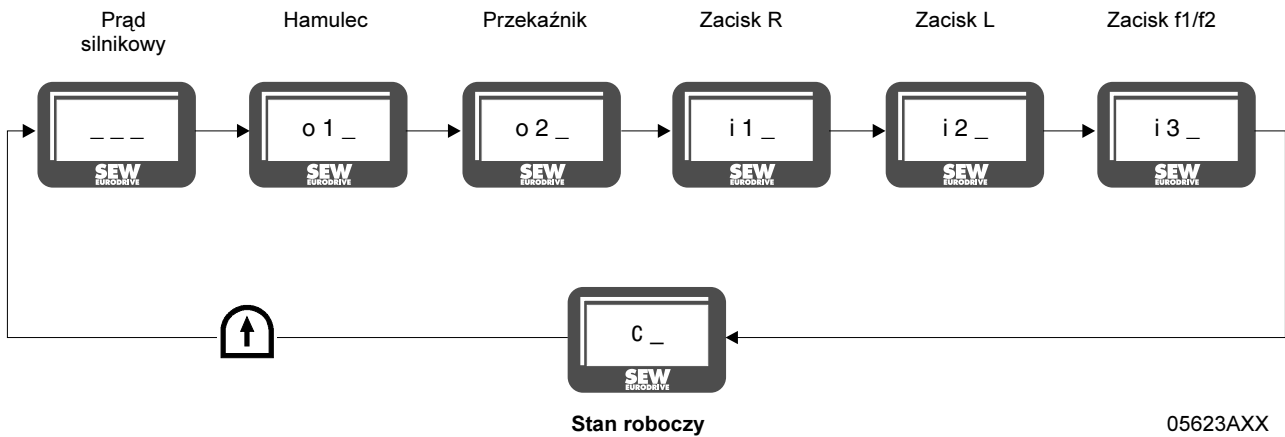 Prąd
silnikowy
Hamulec
Przekaźnik
Zacisk R
Zacisk L
Zacisk f1/f2
_ _ _
SEW
EURODRIVE
o 1 _
SEW
EURODRIVE
o 2 _
SEW
EURODRIVE
i 1 _
SEW
EURODRIVE
i 2 _
SEW
EURODRIVE
i 3 _
SEW
EURODRIVE
C _
SEW
EURODRIVE
Stan roboczy
05623AXX